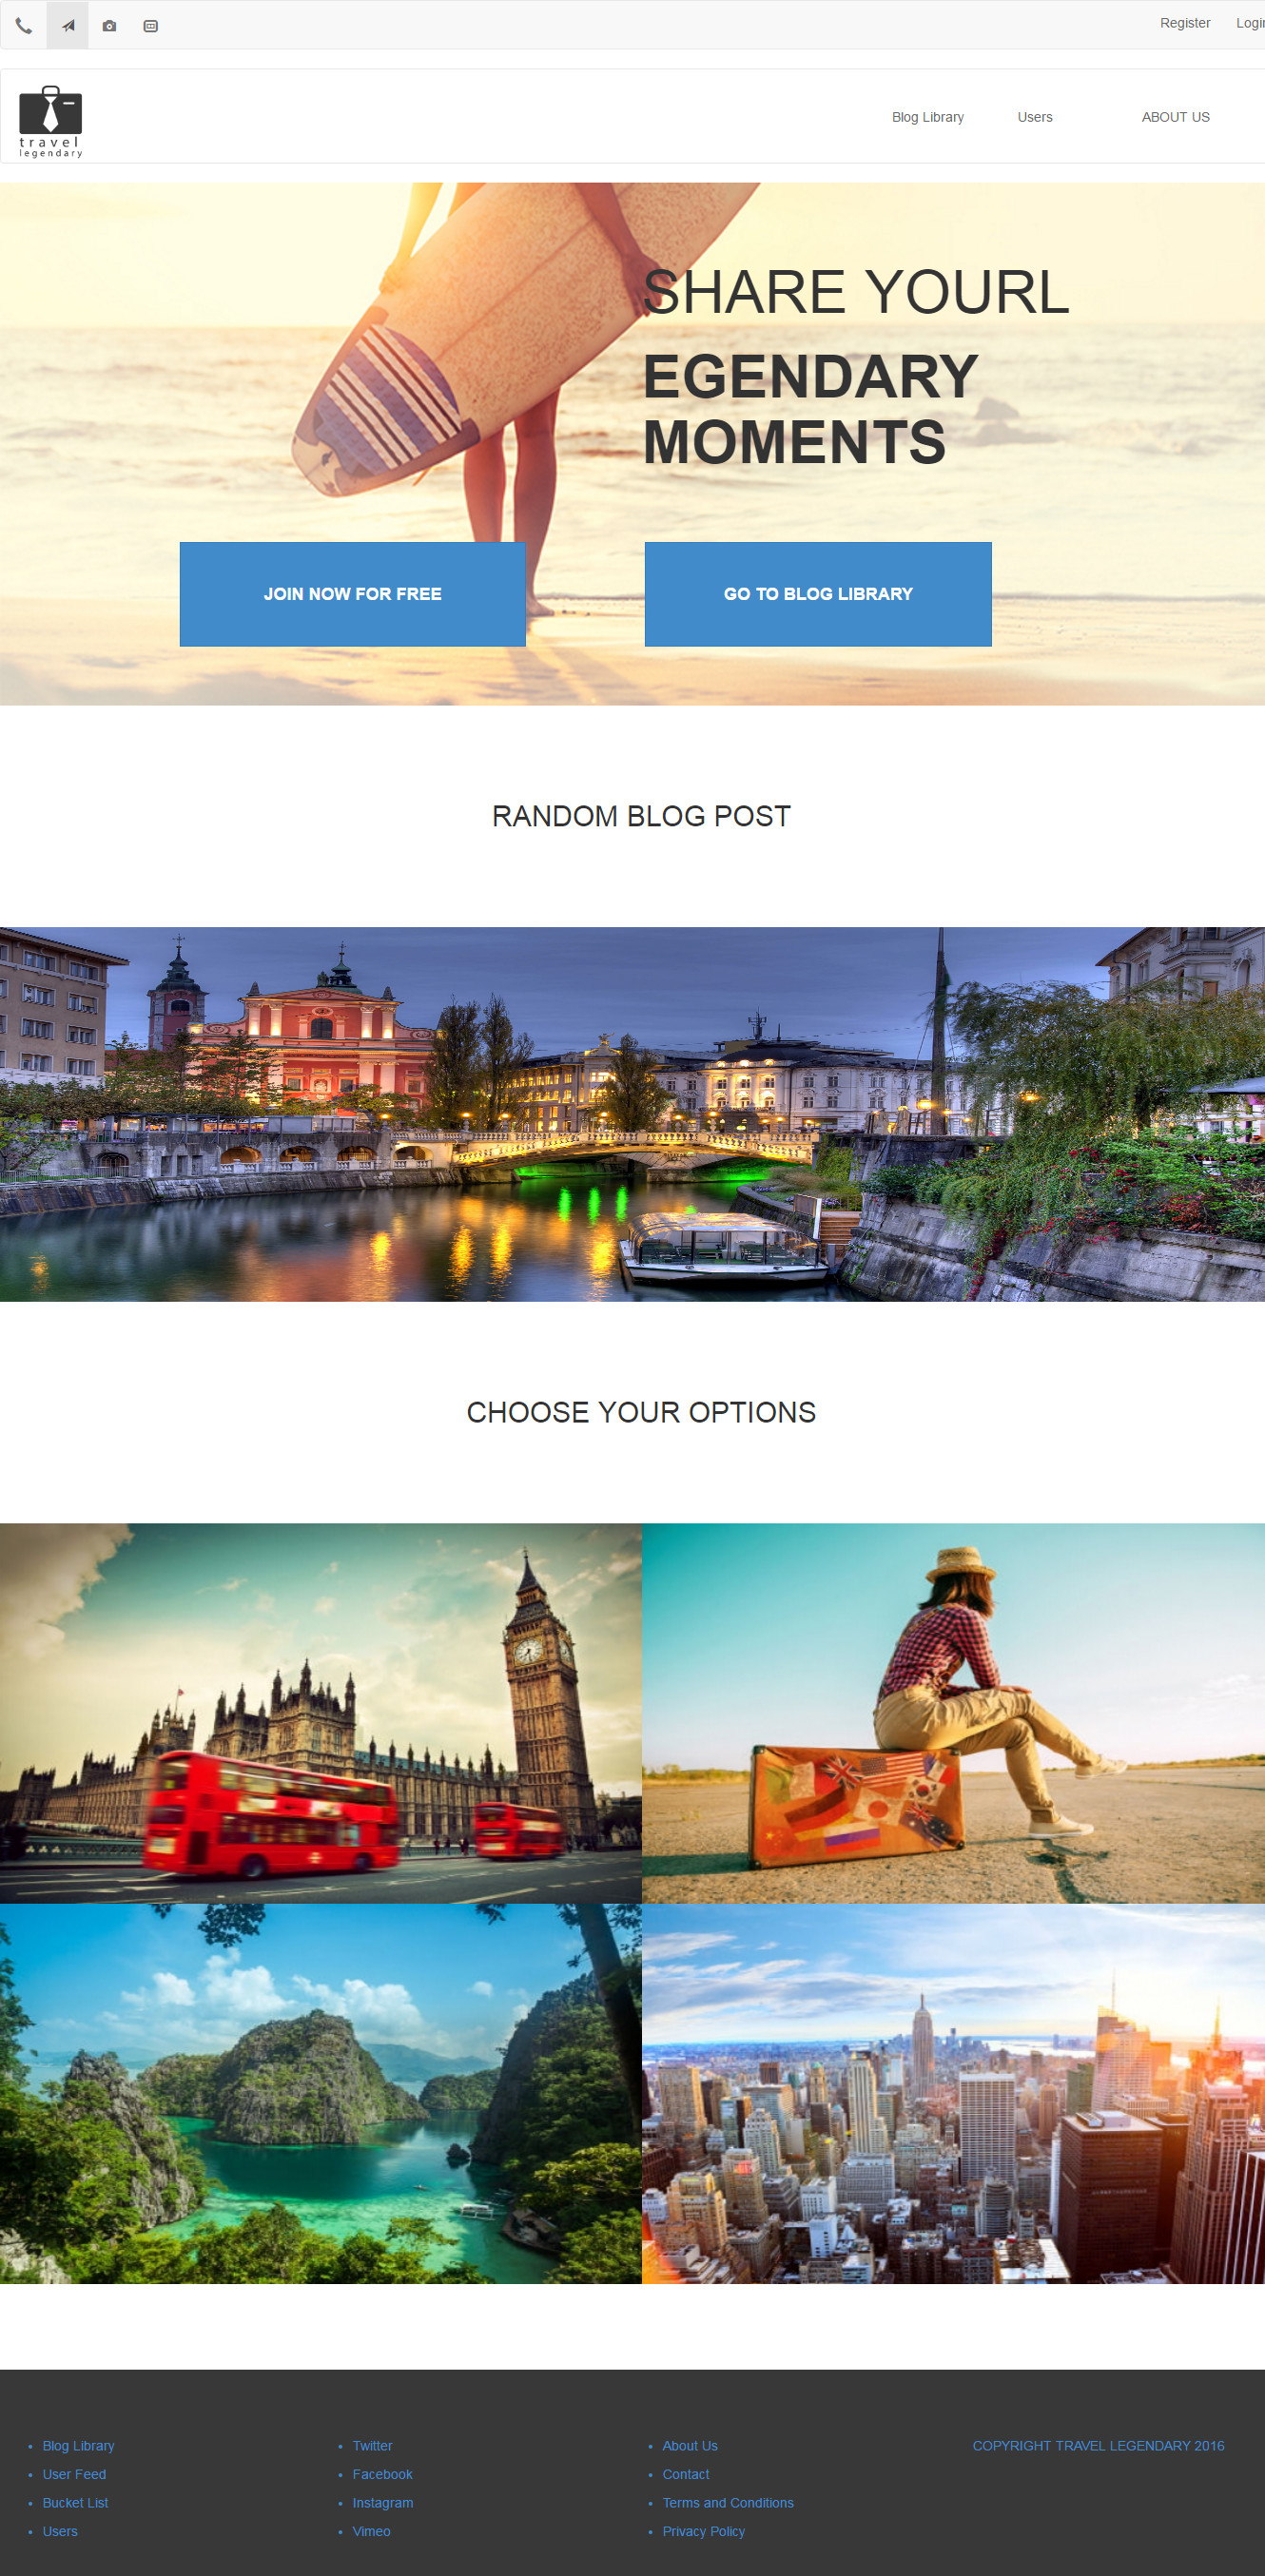 Register Login
travel
legendary
Blog Library Users ABOUT US
SHARE YOURL
EGENDARY
MOMENTS
JOIN NOW FOR FREE GO TO BLOG LIBRARY
RANDOM BLOG POST
CHOOSE YOUR OPTIONS
Blog Library
User Feed
Bucket List
Users
Twitter
Facebook
Instagram
Vimeo
About Us
Contact
Terms and Conditions
Privacy Policy
COPYRIGHT TRAVEL LEGENDARY 2016